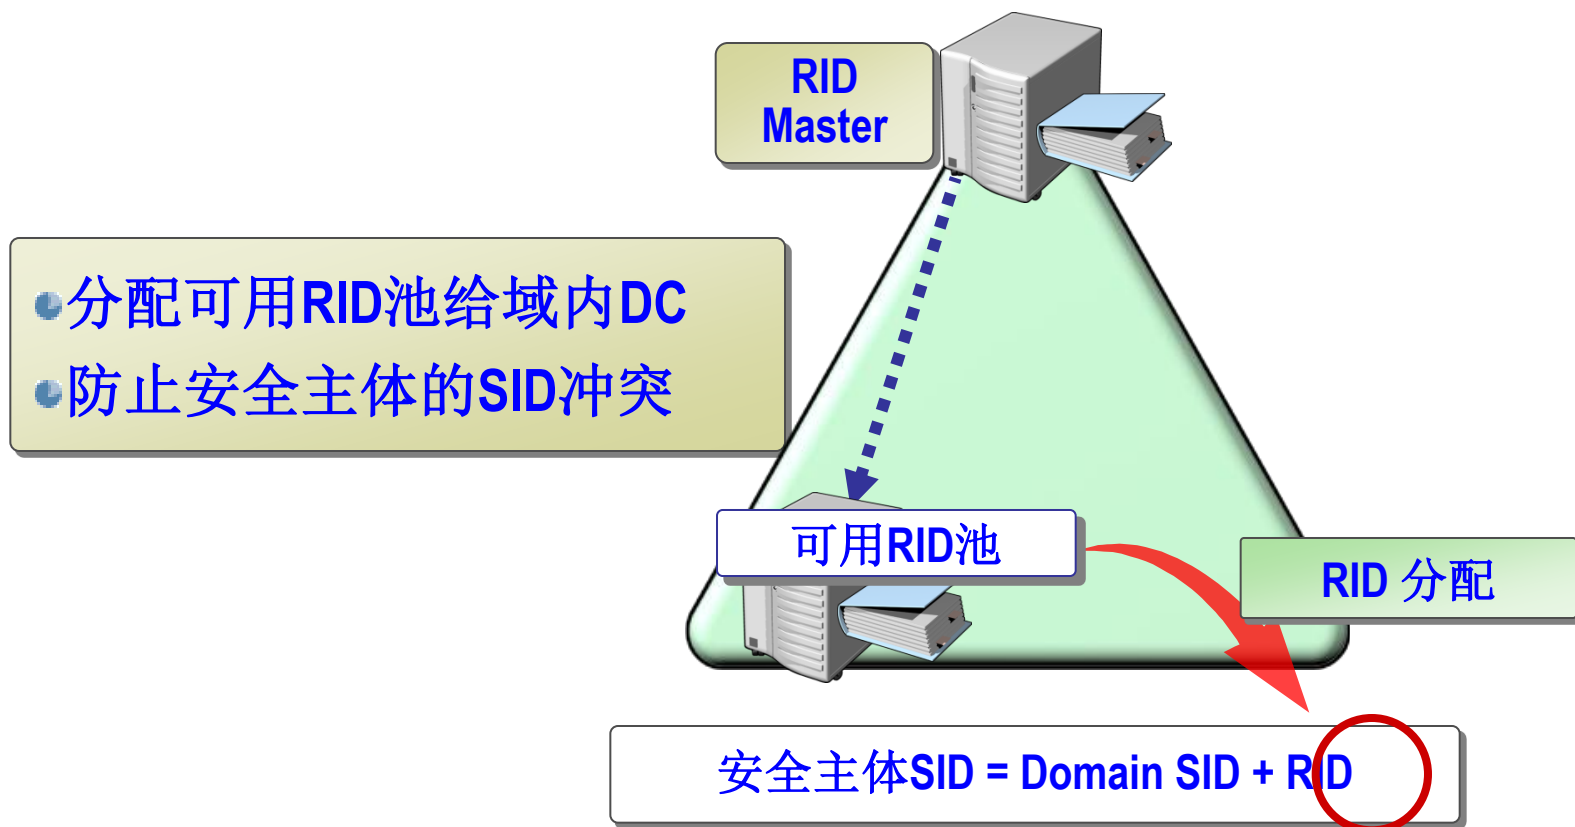 RID
Master
分配可用RID池给域内DC
防止安全主体的SID冲突
可用RID池
RID 分配
安全主体SID = Domain SID + RID